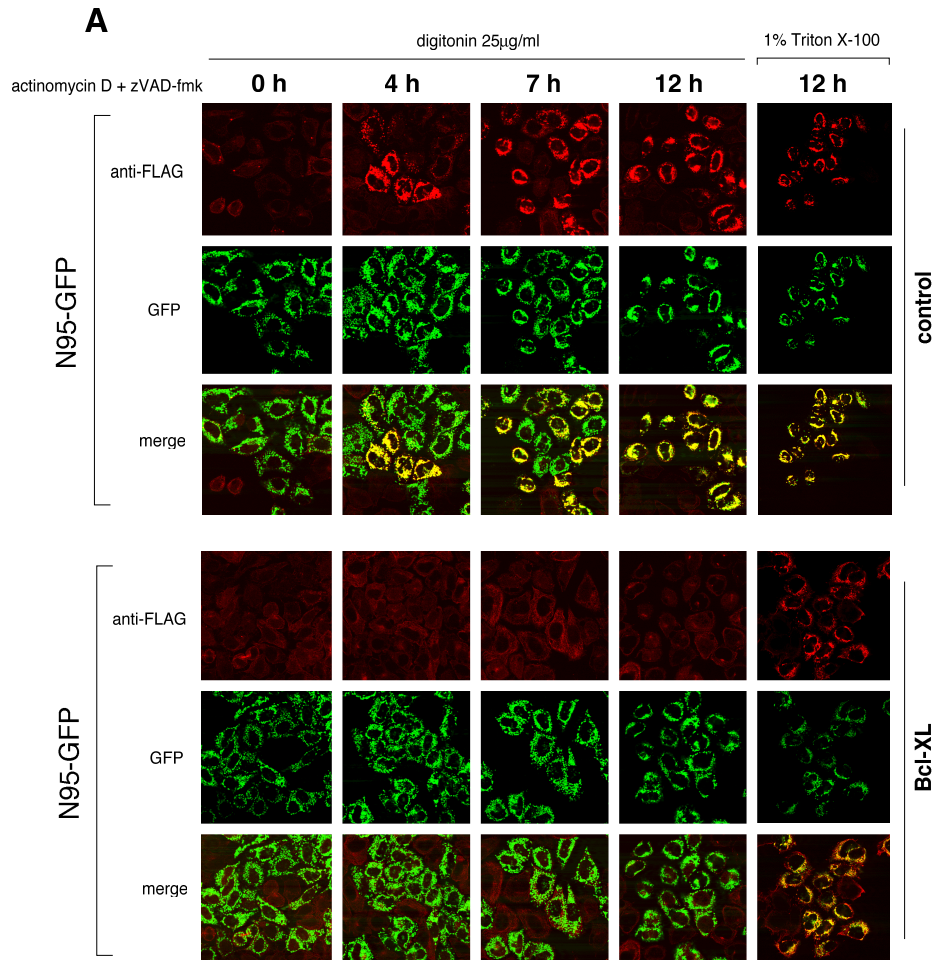 A
digitonin 25μg/ml
1% Triton X-100
actinomycin D + zVAD-fmk
0 h
4 h
7 h
12 h
12 h
N95-GFP
anti-FLAG
GFP
merge
control
N95-GFP
anti-FLAG
GFP
merge
Bcl-XL